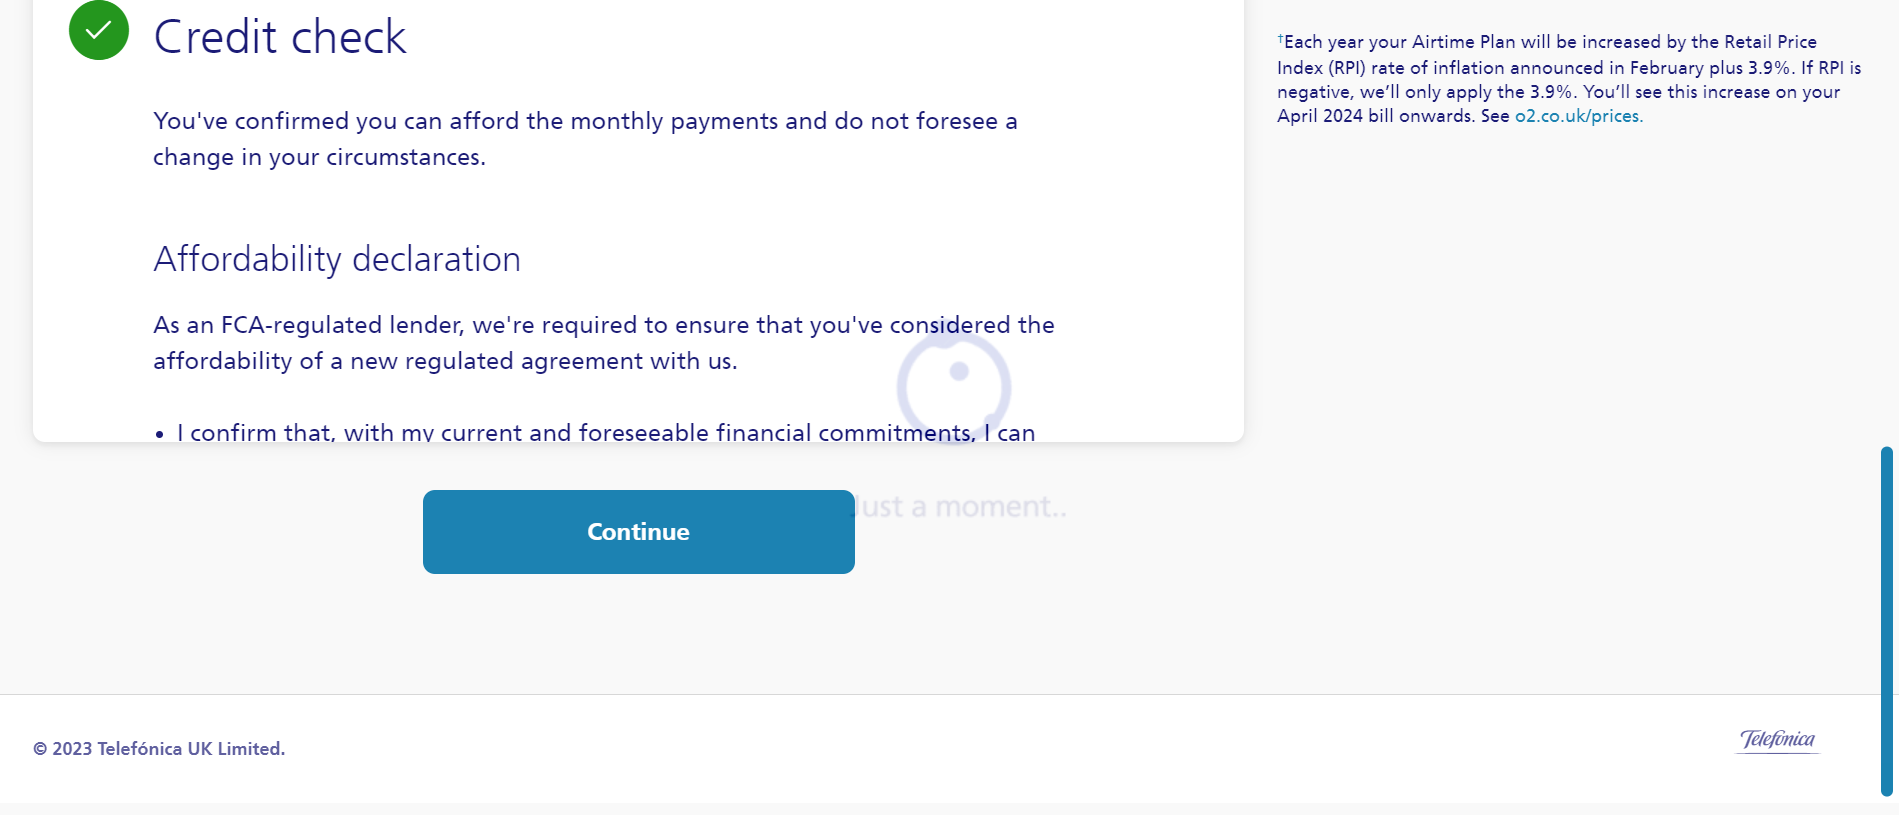 Credit check
You've confirmed you can afford the monthly payments and do not foresee a
change in your circumstances.
Affordability declaration
As an FCA-regulated lender, we're required to ensure that you've considered the
affordability of a new regulated agreement with us.
• I confirm that, with my current and foreseeable financial commitments, I can
Continue
Just a moment..
†Each year your Airtime Plan will be increased by the Retail Price
Index (RPI) rate of inflation announced in February plus 3.9%. If RPI is
negative, we’ll only apply the 3.9%. You’ll see this increase on your
April 2024 bill onwards. See o2.co.uk/prices.
© 2023 Telefónica UK Limited.
Telefónica